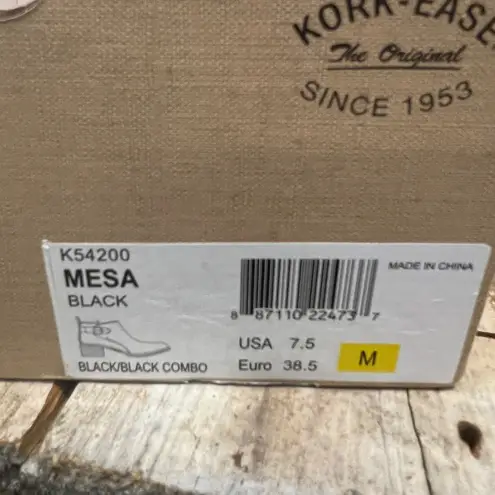 KORK-EASE
The Original
SINCE 1953
K54200
MESA
BLACK
BLACK/BLACK COMBO
8 87110 22473 7
MADE IN CHINA
USA 7.5
Euro 38.5
M